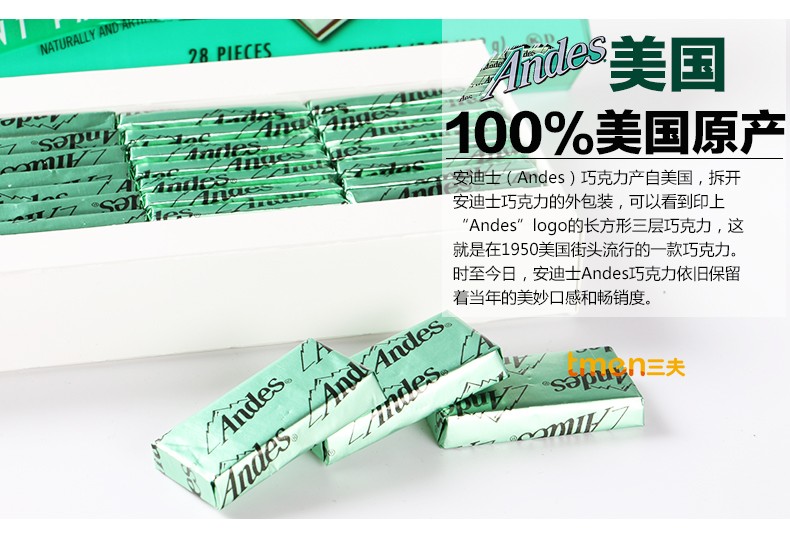 NATURALLY AND ARTIFI
28 PIECES
Andes 美国
100%美国原产
安迪士（Andes）巧克力产自美国，拆开
安迪士巧克力的外包装，可以看到印上
“Andes”logo的长方形三层巧克力，这
就是在1950美国街头流行的一款巧克力。
时至今日，安迪士Andes巧克力依旧保留
着当年的美妙口感和畅销度。
tmen三夫
Andes
Andes
Andes
Andes
Andes
Andes